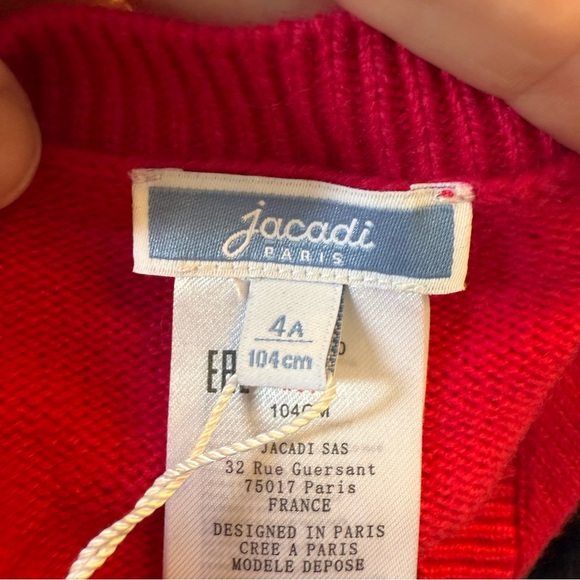 jacadi
PARIS
4A
104cm
104CM
JACADI SAS
32 Rue Guersant
75017 Paris
FRANCE
DESIGNED IN PARIS
CREE A PARIS
MODELE DEPOSE